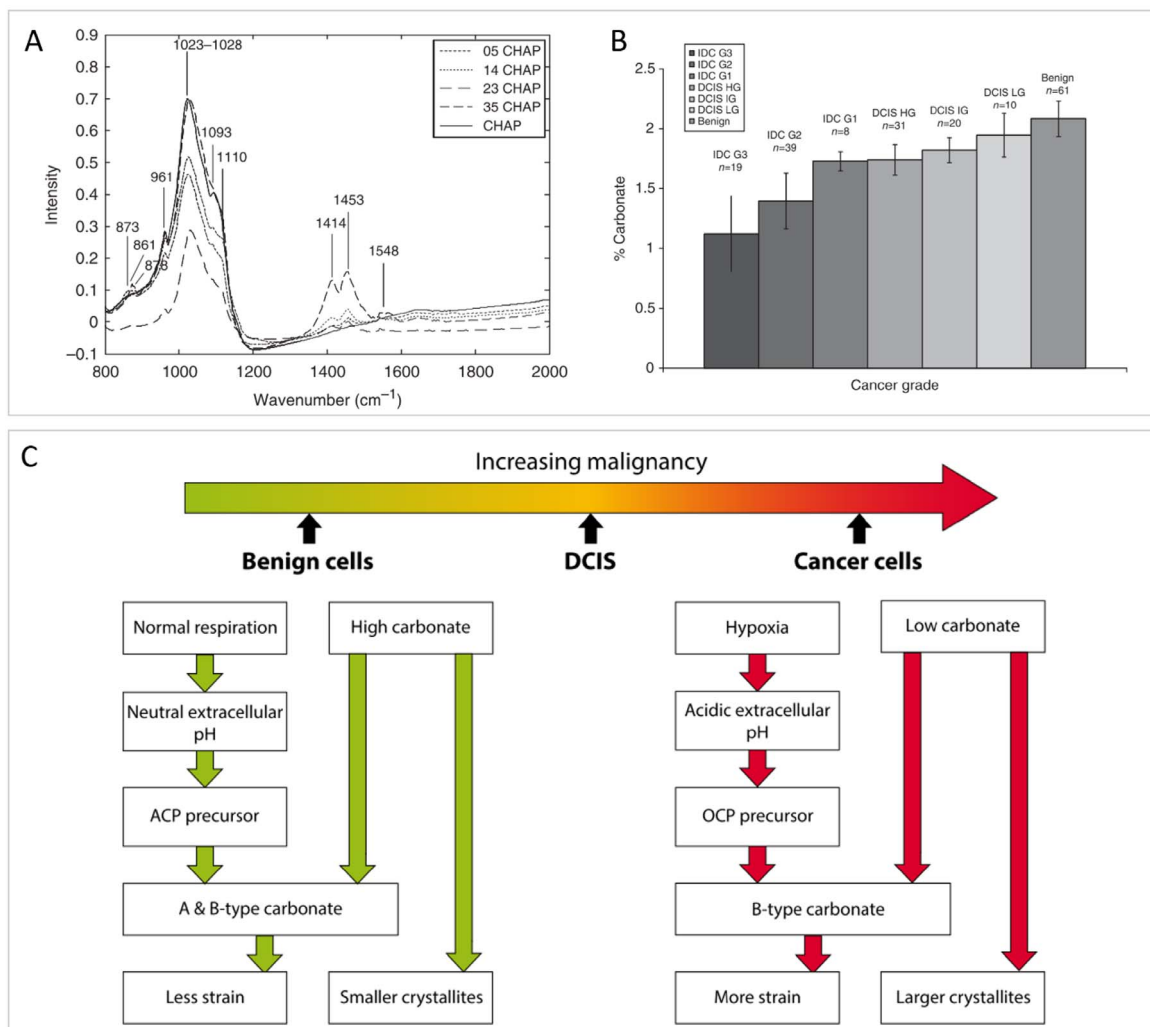 A
0.9
0.8
0.7
0.6
0.5
0.4
0.3
0.2
0.1
0
–0.1
Intensity
1023–1028
1093
1110
961
873
861
878
1414
1453
1548
05 CHAP
14 CHAP
23 CHAP
35 CHAP
CHAP
800
1000
1200
1400
1600
1800
2000
Wavenumber (cm⁻¹)
B
IDC G3
IDC G2
IDC G1
DCIS HG
DCIS IG
DCIS LG
Benign
2.5
2
1.5
1
0.5
0
% Carbonate
IDC G3
n=19
IDC G2
n=39
IDC G1
n=8
DCIS HG
n=31
DCIS IG
n=20
DCIS LG
n=10
Benign
n=61
Cancer grade
C
Increasing malignancy
Benign cells
DCIS
Cancer cells
Normal respiration
High carbonate
Neutral extracellular
pH
ACP precursor
A & B-type carbonate
Less strain
Smaller crystallites
Hypoxia
Low carbonate
Acidic extracellular
pH
OCP precursor
B-type carbonate
More strain
Larger crystallites